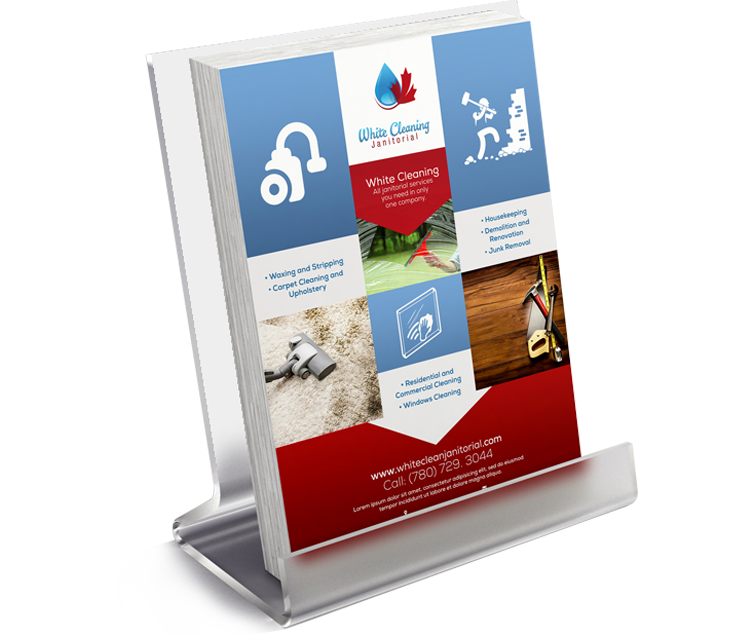 White Cleaning
Janitorial
White Cleaning
All janitorial services
you need in only
one company.
• Waxing and Stripping
• Carpet Cleaning and
Upholstery
• Housekeeping
• Demolition and
Renovation
• Junk Removal
• Residential and
Commercial Cleaning
• Windows Cleaning
www.whitecleanjanitorial.com
Call: (780) 729. 3044
Lorem ipsum dolor sit amet, consectetur adipiscing elit, sed do eiusmod
tempor incididunt ut labore et dolore magna aliqua.